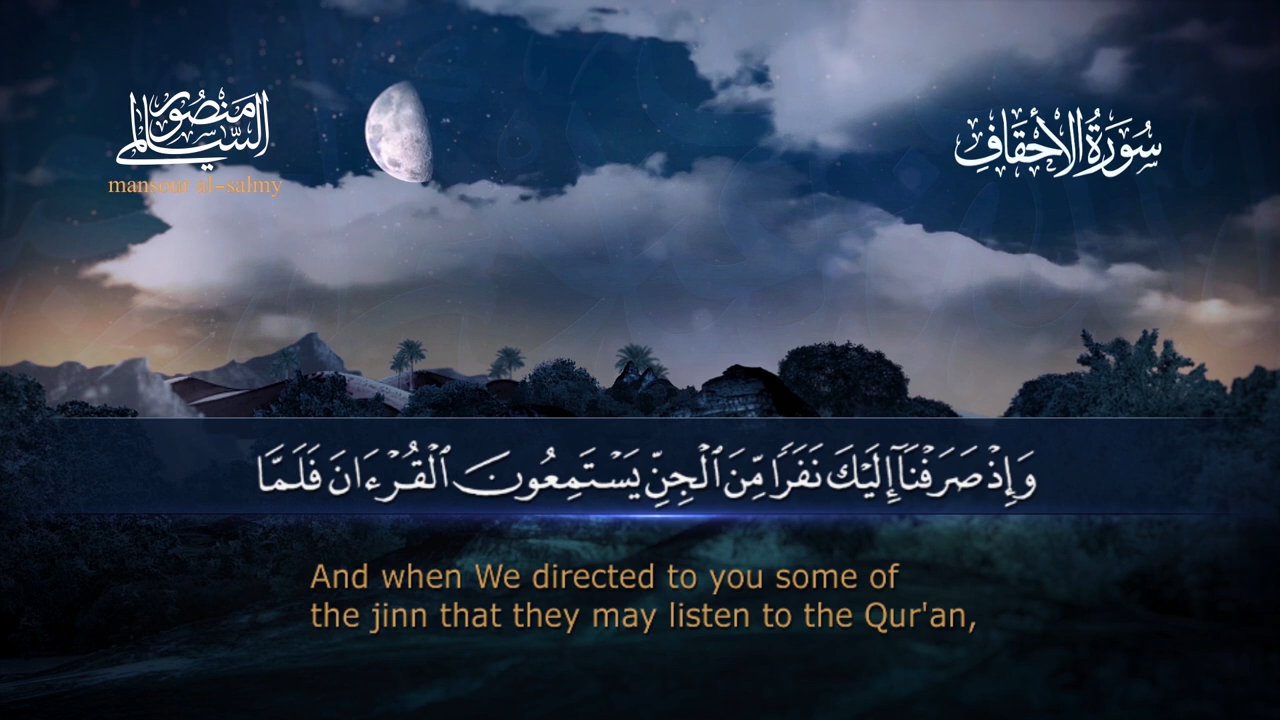 منصور
السالمي
mansour al-salmy
سُورَةُ الأَحْقَافِ
وَإِذْ صَرَفْنَآ إِلَيْكَ نَفَرًا مِّنَ ٱلْجِنِّ يَسْتَمِعُونَ ٱلْقُرْءَانَ فَلَمَّا
And when We directed to you some of
the jinn that they may listen to the Qur'an,